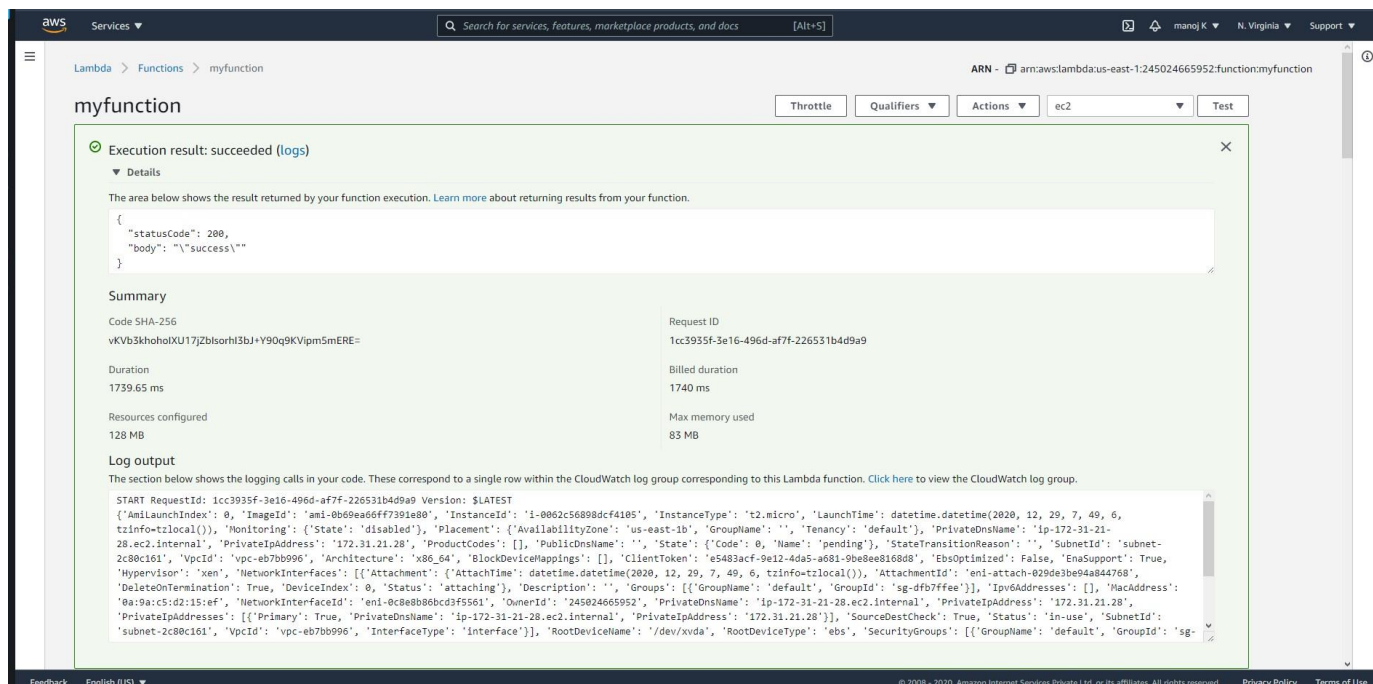 aws Services ▼ Search for services, features, marketplace products, and docs [Alt+S] manoj K ▼ N. Virginia ▼ Support ▼
Lambda > Functions > myfunction ARN - arn:aws:lambda:us-east-1:245024665952:function:myfunction
myfunction Throttle Qualifiers ▼ Actions ▼ ec2 ▼ Test
Execution result: succeeded (logs)
▼ Details
The area below shows the result returned by your function execution. Learn more about returning results from your function.
{
"statusCode": 200,
"body": "\"success\""
}
Summary
Code SHA-256 Request ID
vKVb3khohoIXU17jZbIsorhI3bJ+Y90q9KVipm5mERE= 1cc3935f-3e16-496d-af7f-226531b4d9a9
Duration Billed duration
1739.65 ms 1740 ms
Resources configured Max memory used
128 MB 83 MB
Log output
The section below shows the logging calls in your code. These correspond to a single row within the CloudWatch log group corresponding to this Lambda function. Click here to view the CloudWatch log group.
START RequestId: 1cc3935f-3e16-496d-af7f-226531b4d9a9 Version: $LATEST
{'AmiLaunchIndex': 0, 'ImageId': 'ami-0b69ea66ff7391e80', 'InstanceId': 'i-0062c56898dcf4105', 'InstanceType': 't2.micro', 'LaunchTime': datetime.datetime(2020, 12, 29, 7, 49, 6,
tzinfo=tzlocal()), 'Monitoring': {'State': 'disabled'}, 'Placement': {'AvailabilityZone': 'us-east-1b', 'GroupName': '', 'Tenancy': 'default'}, 'PrivateDnsName': 'ip-172-31-21-
28.ec2.internal', 'PrivateIpAddress': '172.31.21.28', 'ProductCodes': [], 'PublicDnsName': '', 'State': {'Code': 0, 'Name': 'pending'}, 'StateTransitionReason': '', 'SubnetId': 'subnet-
2c80c161', 'VpcId': 'vpc-eb7bb996', 'Architecture': 'x86_64', 'BlockDeviceMappings': [], 'ClientToken': 'e5483acf-9e12-4da5-a681-9be8ee8168d8', 'EbsOptimized': False, 'EnaSupport': True,
'Hypervisor': 'xen', 'NetworkInterfaces': [{'Attachment': {'AttachTime': datetime.datetime(2020, 12, 29, 7, 49, 6, tzinfo=tzlocal()), 'AttachmentId': 'eni-attach-029de3be94a844768',
'DeleteOnTermination': True, 'DeviceIndex': 0, 'Status': 'attaching'}, 'Description': '', 'Groups': [{'GroupName': 'default', 'GroupId': 'sg-dfb7ffee'}], 'Ipv6Addresses': [], 'MacAddress':
'0a:9a:c5:d2:15:ef', 'NetworkInterfaceId': 'eni-0c8e8b86bcd3f5561', 'OwnerId': '245024665952', 'PrivateDnsName': 'ip-172-31-21-28.ec2.internal', 'PrivateIpAddress': '172.31.21.28',
'PrivateIpAddresses': [{'Primary': True, 'PrivateDnsName': 'ip-172-31-21-28.ec2.internal', 'PrivateIpAddress': '172.31.21.28'}], 'SourceDestCheck': True, 'Status': 'in-use', 'SubnetId':
'subnet-2c80c161', 'VpcId': 'vpc-eb7bb996', 'InterfaceType': 'interface'}], 'RootDeviceName': '/dev/xvda', 'RootDeviceType': 'ebs', 'SecurityGroups': [{'GroupName': 'default', 'GroupId': 'sg-
Feedback English (US) ▼ © 2008 - 2020, Amazon Internet Services Private Ltd. or its affiliates. All rights reserved. Privacy Policy Terms of Use